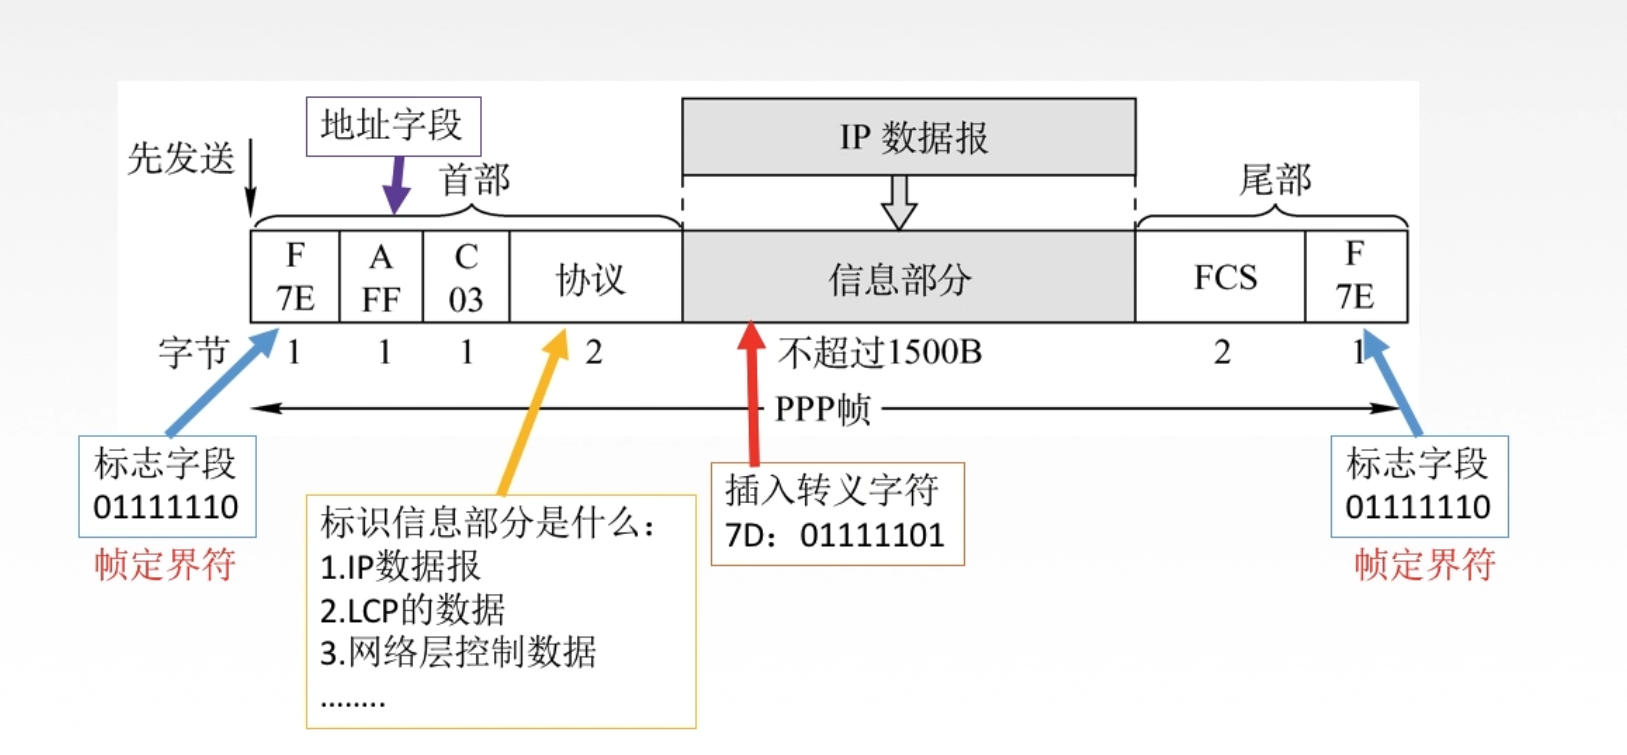 地址字段
IP 数据报
先发送
首部
尾部
F
7E
A
FF
C
03
协议
信息部分
FCS
F
7E
字节
1
1
1
2
不超过1500B
2
1
PPP帧
标志字段
01111110
帧定界符
标识信息部分是什么：
1.IP数据报
2.LCP的数据
3.网络层控制数据
........
插入转义字符
7D： 01111101
标志字段
01111110
帧定界符